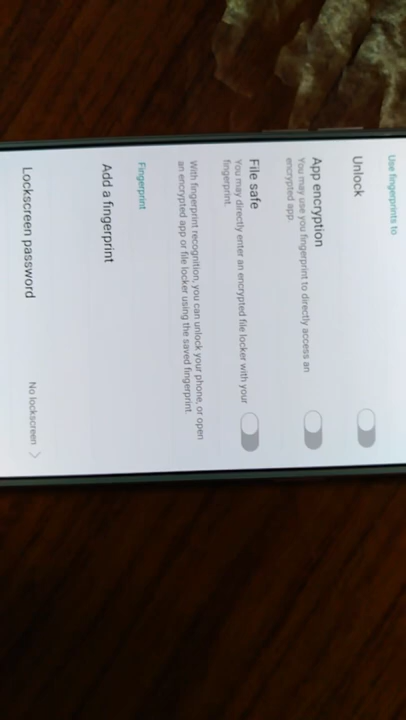 Use fingerprints to
Unlock
App encryption
You may use you fingerprint to directly access an
encrypted app.
File safe
You may directly enter an encrypted file locker with your
fingerprint.
With fingerprint recognition, you can unlock your phone, or open
an encrypted app or file locker using the saved fingerprint.
Fingerprint
Add a fingerprint
Lockscreen password
No lockscreen